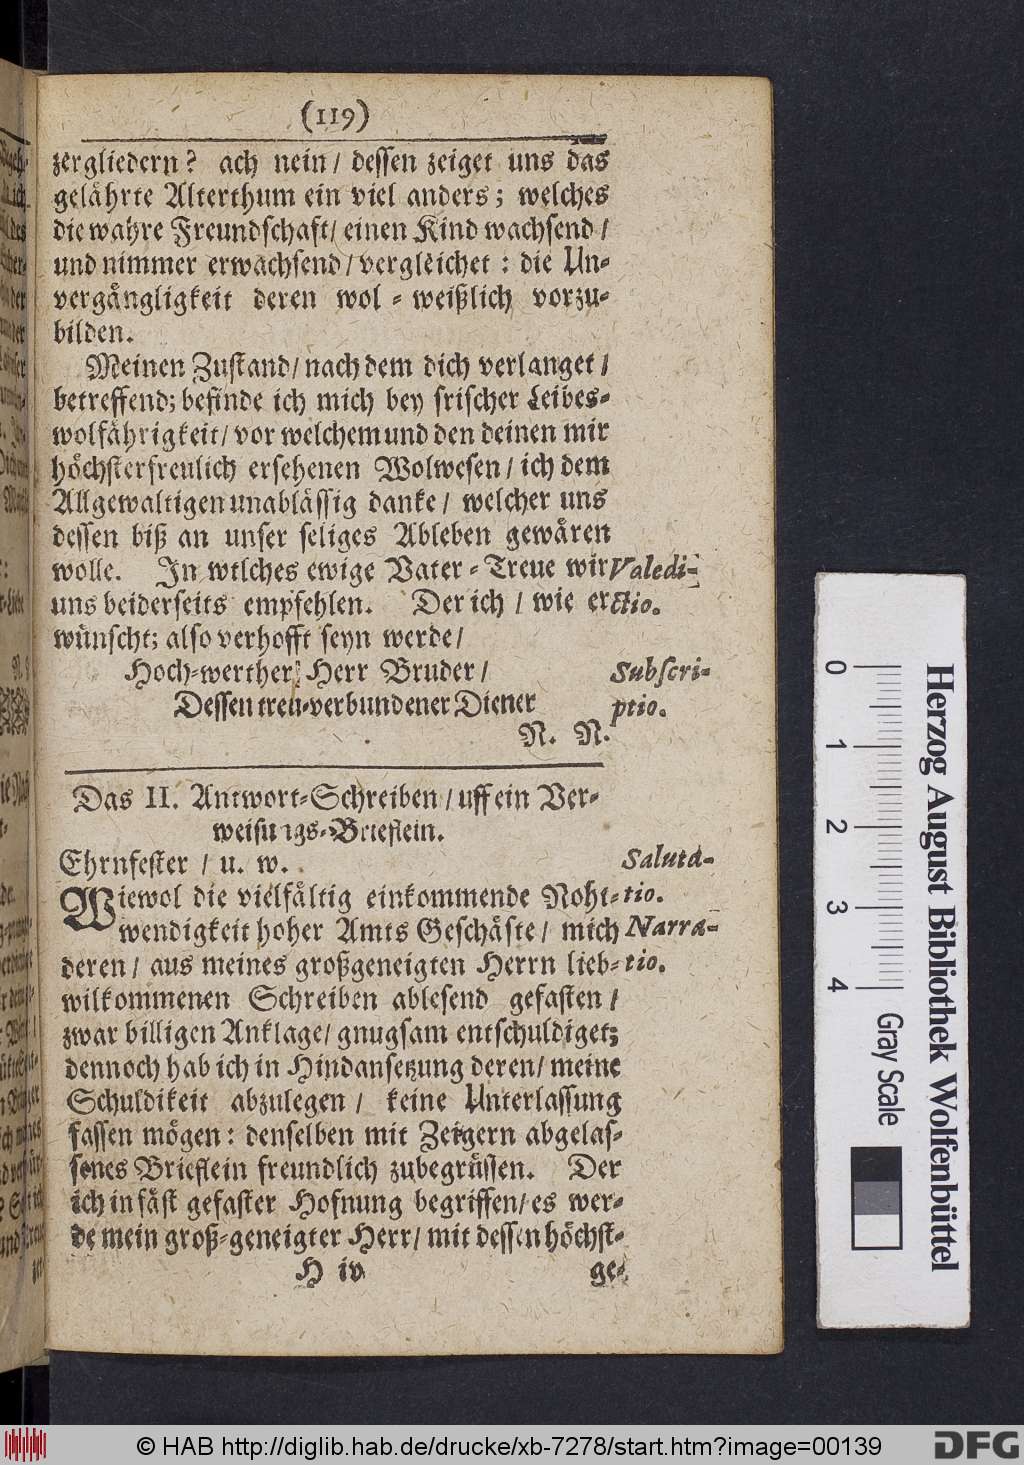 (119)
zergliedern? ach nein / dessen zeiget uns das
gelährte Alterthum ein viel anders; welches
die wahre Freundschaft / einen Kind wachsend /
und nimmer erwachsend / vergleichet : die Un-
vergängligkeit deren wol - weißlich vorzu-
bilden.
Meinen Zustand / nach dem dich verlanget /
betreffend; befinde ich mich bey frischer Leibes-
wolfährigkeit / vor welchem und den deinen mir
höchsterfreulich ersehenen Wolwesen / ich dem
Allgewaltigen unablässig danke / welcher uns
dessen biß an unser seliges Ableben gewären
wolle. In welches ewige Vater - Treue wir Valedi-
uns beiderseits empfehlen. Der ich / wie er- ctio.
wünscht; also verhofft seyn werde /
Hoch-werther Herr Bruder / Subscri-
Dessen treu-verbundener Diener ptio.
N. N.
Das II. Antwort-Schreiben / uff ein Ver-
weisungs-Brieflein.
Ehrnfester / u. w. Saluta-
Wiewol die vielfältig einkommende Noht- tio.
wendigkeit hoher Amts Geschäfte / mich Narra-
deren / aus meines großgeneigten Herrn lieb- tio.
wilkommenen Schreiben ablesend gefasten /
zwar billigen Anklage / gnugsam entschuldiget;
dennoch hab ich in Hindansetzung deren / meine
Schuldikeit abzulegen / keine Unterlassung
fassen mögen: denselben mit Zeigern abgelas-
senes Brieflein freundlich zubegrüssen. Der
ich in fäst gefaster Hofnung begriffen / es wer-
de mein groß-geneigter Herr / mit dessen höchst-
H iv ge-
0 1 2 3 4
Gray Scale
Herzog August Bibliothek Wolfenbüttel
© HAB http://diglib.hab.de/drucke/xb-7278/start.htm?image=00139
DFG